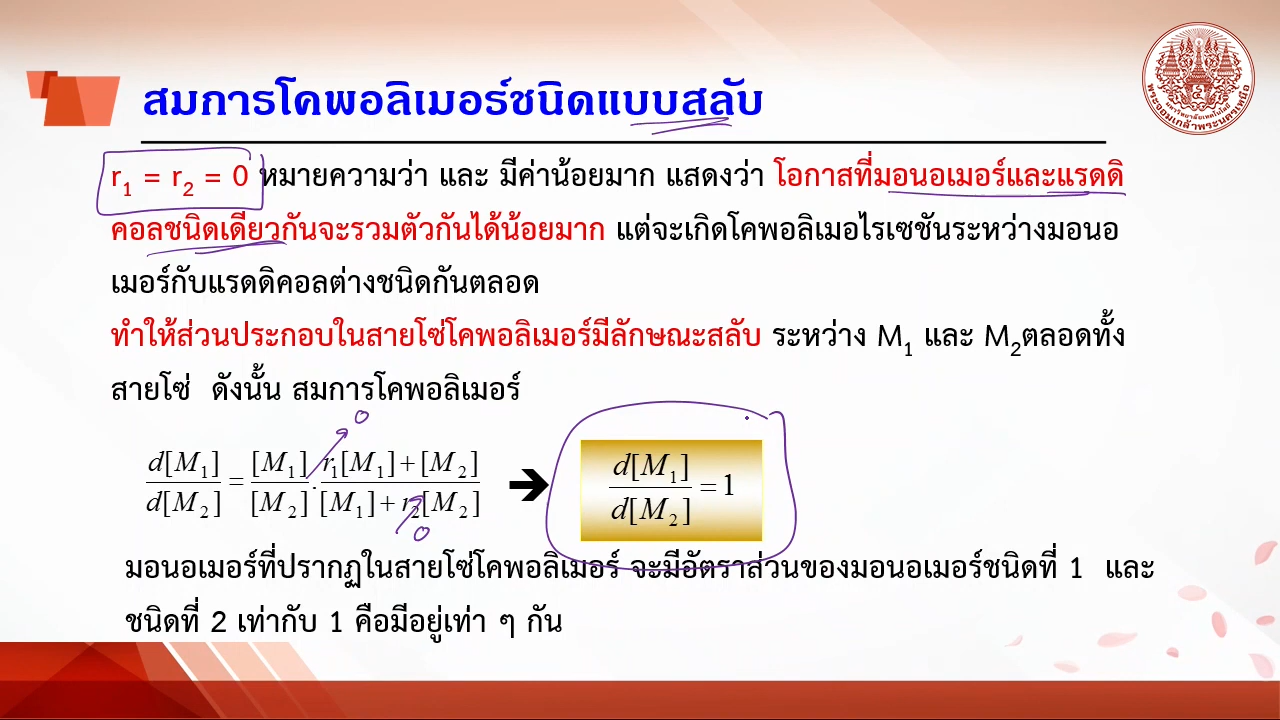 สมการโคพอลิเมอร์ชนิดแบบสลับ
r₁ = r₂ = 0 หมายความว่า และ มีค่าน้อยมาก แสดงว่า โอกาสที่มอนอเมอร์และแรดดิ
คอลชนิดเดียวกันจะรวมตัวกันได้น้อยมาก แต่จะเกิดโคพอลิเมอไรเซชันระหว่างมอนอ
เมอร์กับแรดดิคอลต่างชนิดกันตลอด
ทำให้ส่วนประกอบในสายโซ่โคพอลิเมอร์มีลักษณะสลับ ระหว่าง M₁ และ M₂ตลอดทั้ง
สายโซ่ ดังนั้น สมการโคพอลิเมอร์
0
d[M₁]/d[M₂] = [M₁]/[M₂] . r₁[M₁]+[M₂]/[M₁]+r₂[M₂] ➔ d[M₁]/d[M₂] = 1
0
มอนอเมอร์ที่ปรากฏในสายโซ่โคพอลิเมอร์ จะมีอัตราส่วนของมอนอเมอร์ชนิดที่ 1 และ
ชนิดที่ 2 เท่ากับ 1 คือมีอยู่เท่า ๆ กัน